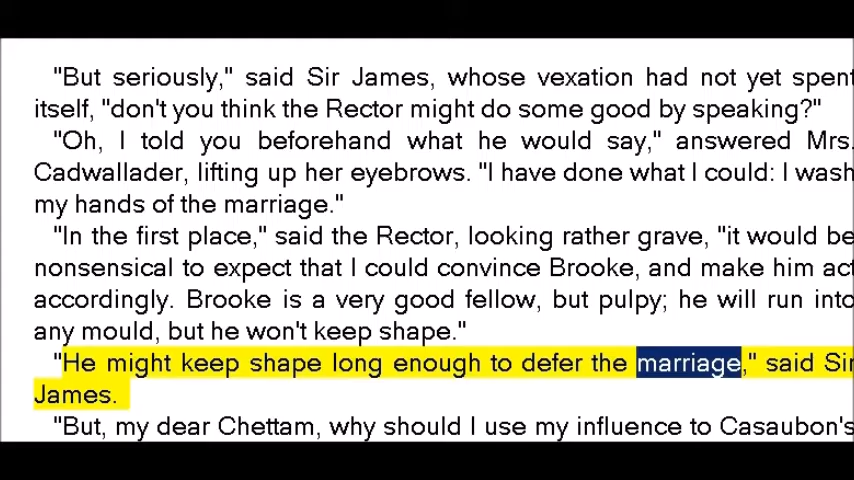 "But seriously," said Sir James, whose vexation had not yet spent
itself, "don't you think the Rector might do some good by speaking?"
"Oh, I told you beforehand what he would say," answered Mrs.
Cadwallader, lifting up her eyebrows. "I have done what I could: I wash
my hands of the marriage."
"In the first place," said the Rector, looking rather grave, "it would be
nonsensical to expect that I could convince Brooke, and make him act
accordingly. Brooke is a very good fellow, but pulpy; he will run into
any mould, but he won't keep shape."
"He might keep shape long enough to defer the marriage," said Sir
James.
"But, my dear Chettam, why should I use my influence to Casaubon's